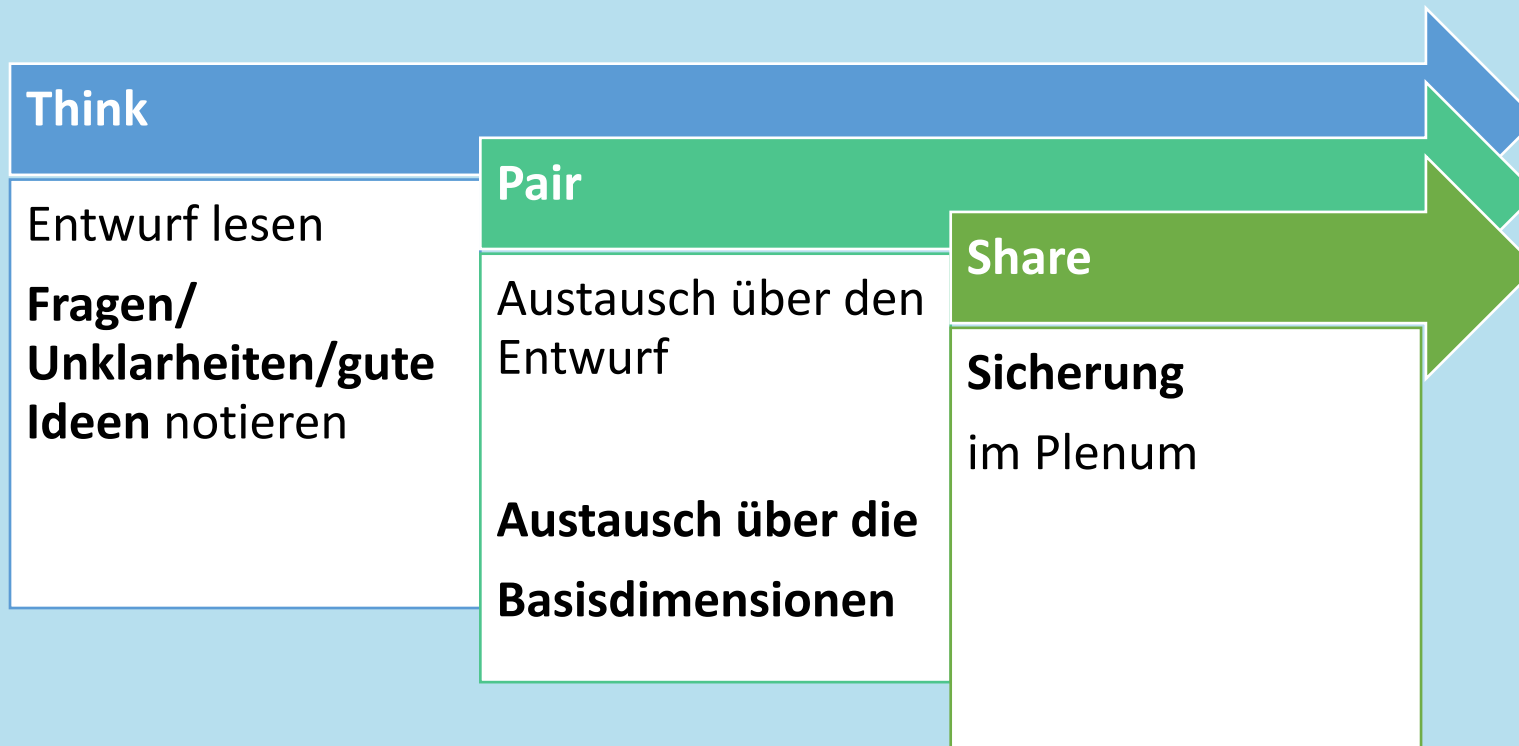 Think
Entwurf lesen
Fragen/
Unklarheiten/gute
Ideen notieren
Pair
Austausch über den
Entwurf
Austausch über die
Basisdimensionen
Share
Sicherung
im Plenum